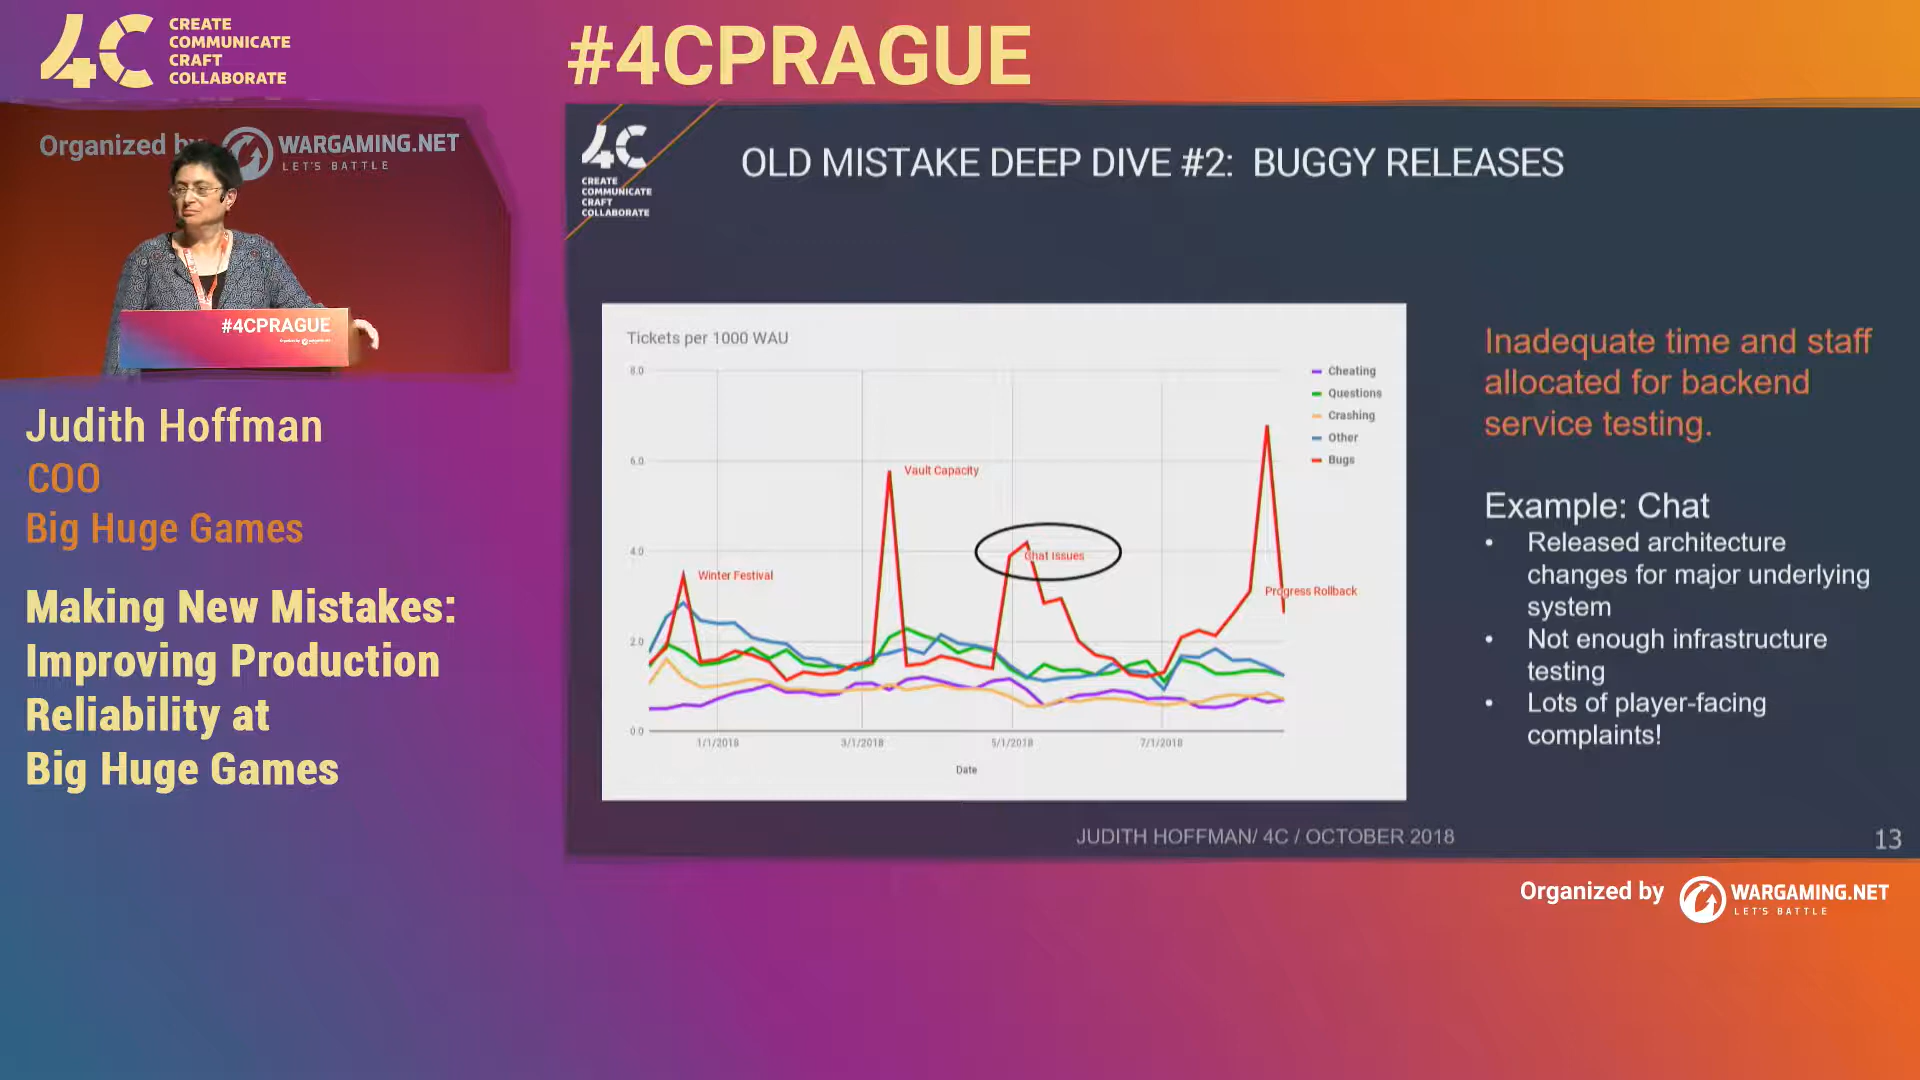 4C
CREATE
COMMUNICATE
CRAFT
COLLABORATE
#4CPRAGUE
Organized by WARGAMING.NET
LET'S BATTLE
#4CPRAGUE
Judith Hoffman
COO
Big Huge Games
Making New Mistakes:
Improving Production
Reliability at
Big Huge Games
4C
CREATE
COMMUNICATE
CRAFT
COLLABORATE
OLD MISTAKE DEEP DIVE #2: BUGGY RELEASES
Tickets per 1000 WAU
8.0
6.0
4.0
2.0
0.0
1/1/2018
3/1/2018
5/1/2018
7/1/2018
Date
Winter Festival
Vault Capacity
Chat Issues
Progress Rollback
Cheating
Questions
Crashing
Other
Bugs
Inadequate time and staff
allocated for backend
service testing.
Example: Chat
• Released architecture
changes for major underlying
system
• Not enough infrastructure
testing
• Lots of player-facing
complaints!
JUDITH HOFFMAN/ 4C / OCTOBER 2018
13
Organized by WARGAMING.NET
LET'S BATTLE